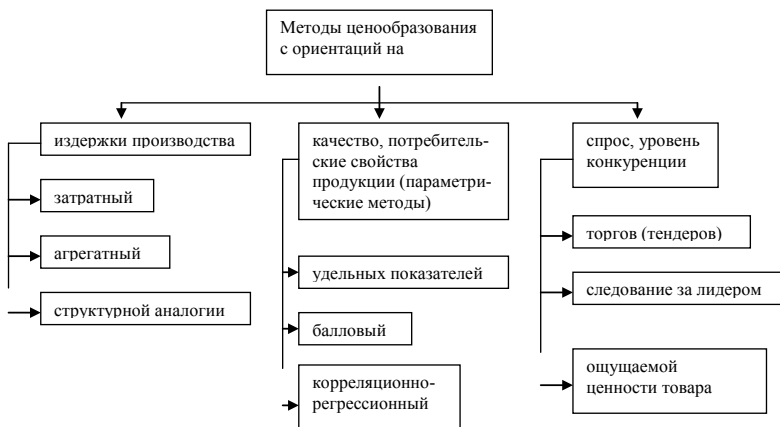 Методы ценообразования
с ориентаций на
издержки производства
затратный
агрегатный
структурной аналогии
качество, потребитель-
ские свойства
продукции (параметри-
ческие методы)
удельных показателей
балловый
корреляционно-
регрессионный
спрос, уровень
конкуренции
торгов (тендеров)
следование за лидером
ощущаемой
ценности товара